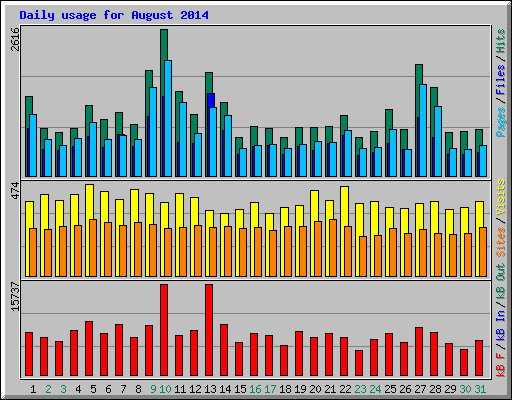 Daily usage for August 2014
2616
474
15737
Pages / Files / Hits
Sites / Visits
kB F / kB In / kB Out
1 2 3 4 5 6 7 8 9 10 11 12 13 14 15 16 17 18 19 20 21 22 23 24 25 26 27 28 29 30 31